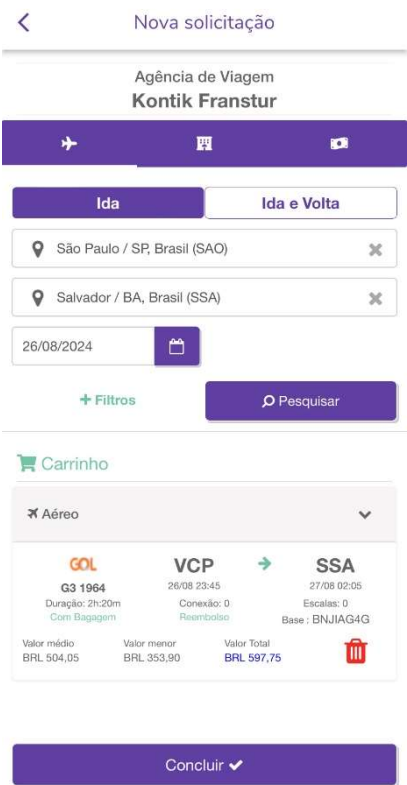 Nova solicitação
Agência de Viagem
Kontik Franstur
Ida
Ida e Volta
São Paulo / SP, Brasil (SAO)
Salvador / BA, Brasil (SSA)
26/08/2024
+ Filtros
Pesquisar
Carrinho
Aéreo
GOL VCP SSA
G3 1964 26/08 23:45 27/08 02:05
Duração: 2h:20m Conexão: 0 Escalas: 0
Com Bagagem Reembolso Base : BNJIAG4G
Valor médio Valor menor Valor Total
BRL 504,05 BRL 353,90 BRL 597,75
Concluir